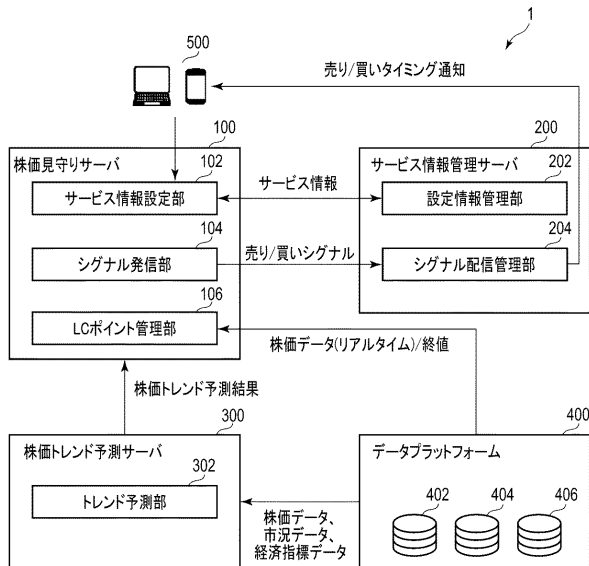 1
500
売り/買いタイミング通知
100
200
株価見守りサーバ
サービス情報管理サーバ
102
202
サービス情報設定部
サービス情報
設定情報管理部
104
204
シグナル発信部
売り/買いシグナル
シグナル配信管理部
106
LCポイント管理部
株価データ(リアルタイム)/終値
株価トレンド予測結果
300
400
株価トレンド予測サーバ
データプラットフォーム
302
トレンド予測部
402
404
406
株価データ、
市況データ、
経済指標データ